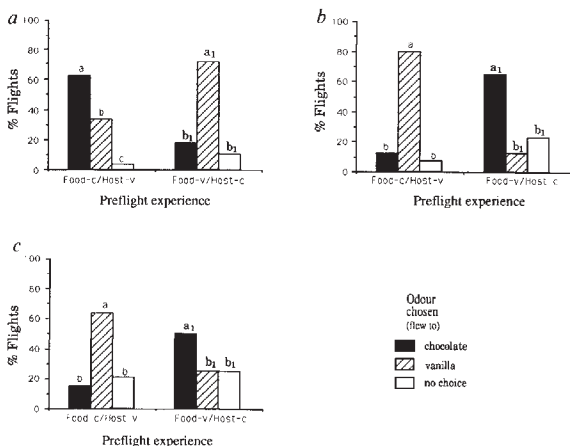 a
100
80
60
40
20
0
% Flights
a
b
c
b1
a1
b1
Food-c/Host-v Food-v/Host-c
Preflight experience
b
100
80
60
40
20
0
% Flights
b
a
b
a1
b1
b1
Food-c/Host-v Food-v/Host c
Preflight experience
c
100
80
60
40
20
0
% Flights
b
a
b
a1
b1
b1
Food c/Host v Food-v/Host-c
Preflight experience
Odour
chosen
(flew to)
chocolate
vanilla
no choice